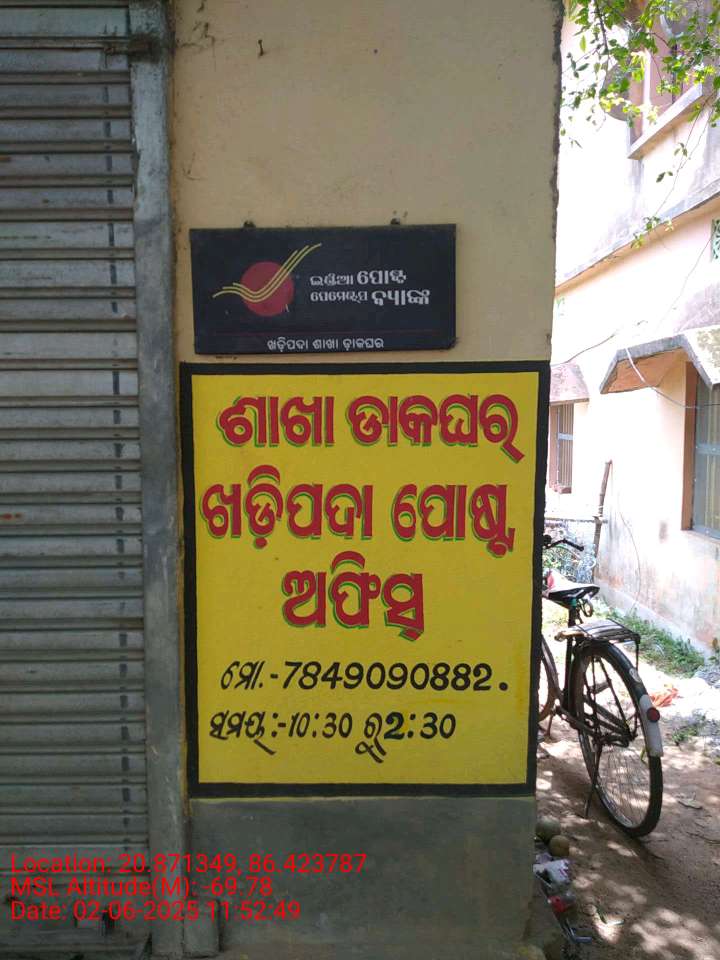 ଇଣ୍ଡିଆ ପୋଷ୍ଟ
ପେମେଣ୍ଟସ୍ ବ୍ୟାଙ୍କ
ଖଡ଼ିପଦା ଶାଖା ଡ଼ାକଘର
ଶାଖା ଡାକଘର
ଖଡ଼ିପଦା ପୋଷ୍ଟ
ଅଫିସ୍
ମୋ.-7849090882.
ସମୟ:-10:30 ରୁ 2:30
Location: 20.871349, 86.423787
MSL Altitude(M): -69.78
Date: 02-06-2025 11:52:49